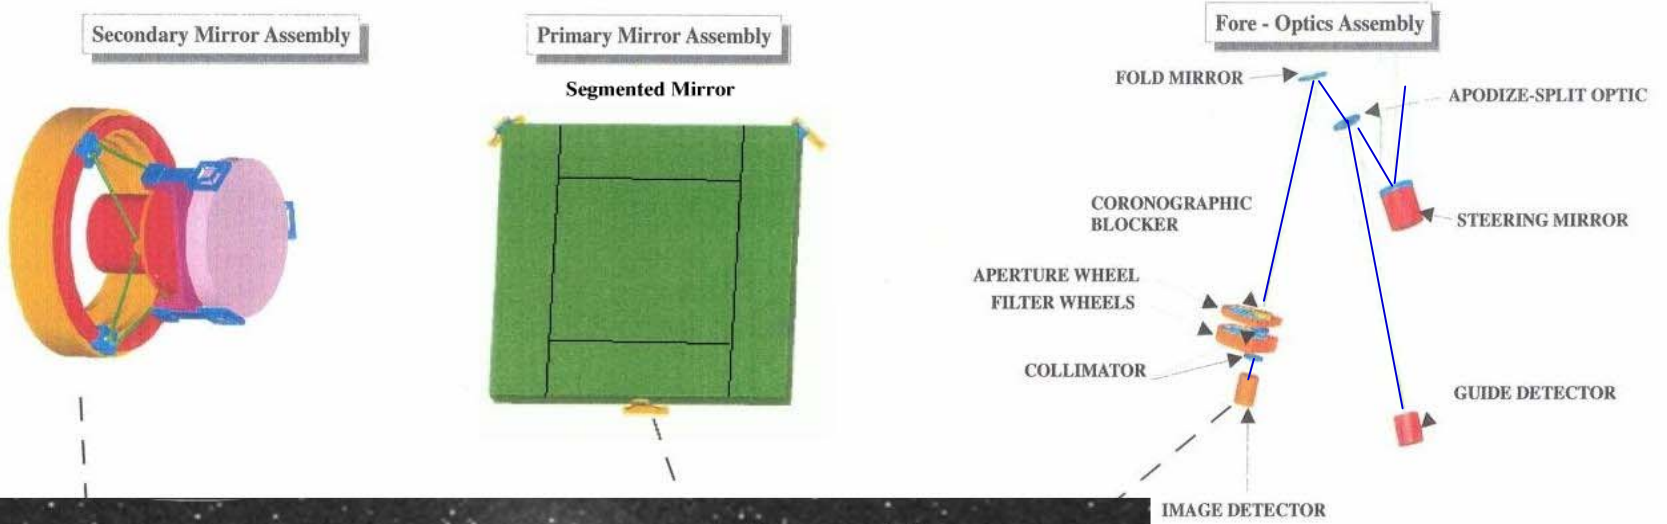 Secondary Mirror Assembly
Primary Mirror Assembly
Segmented Mirror
Fore - Optics Assembly
FOLD MIRROR
APODIZE-SPLIT OPTIC
CORONOGRAPHIC
BLOCKER
STEERING MIRROR
APERTURE WHEEL
FILTER WHEELS
COLLIMATOR
GUIDE DETECTOR
IMAGE DETECTOR